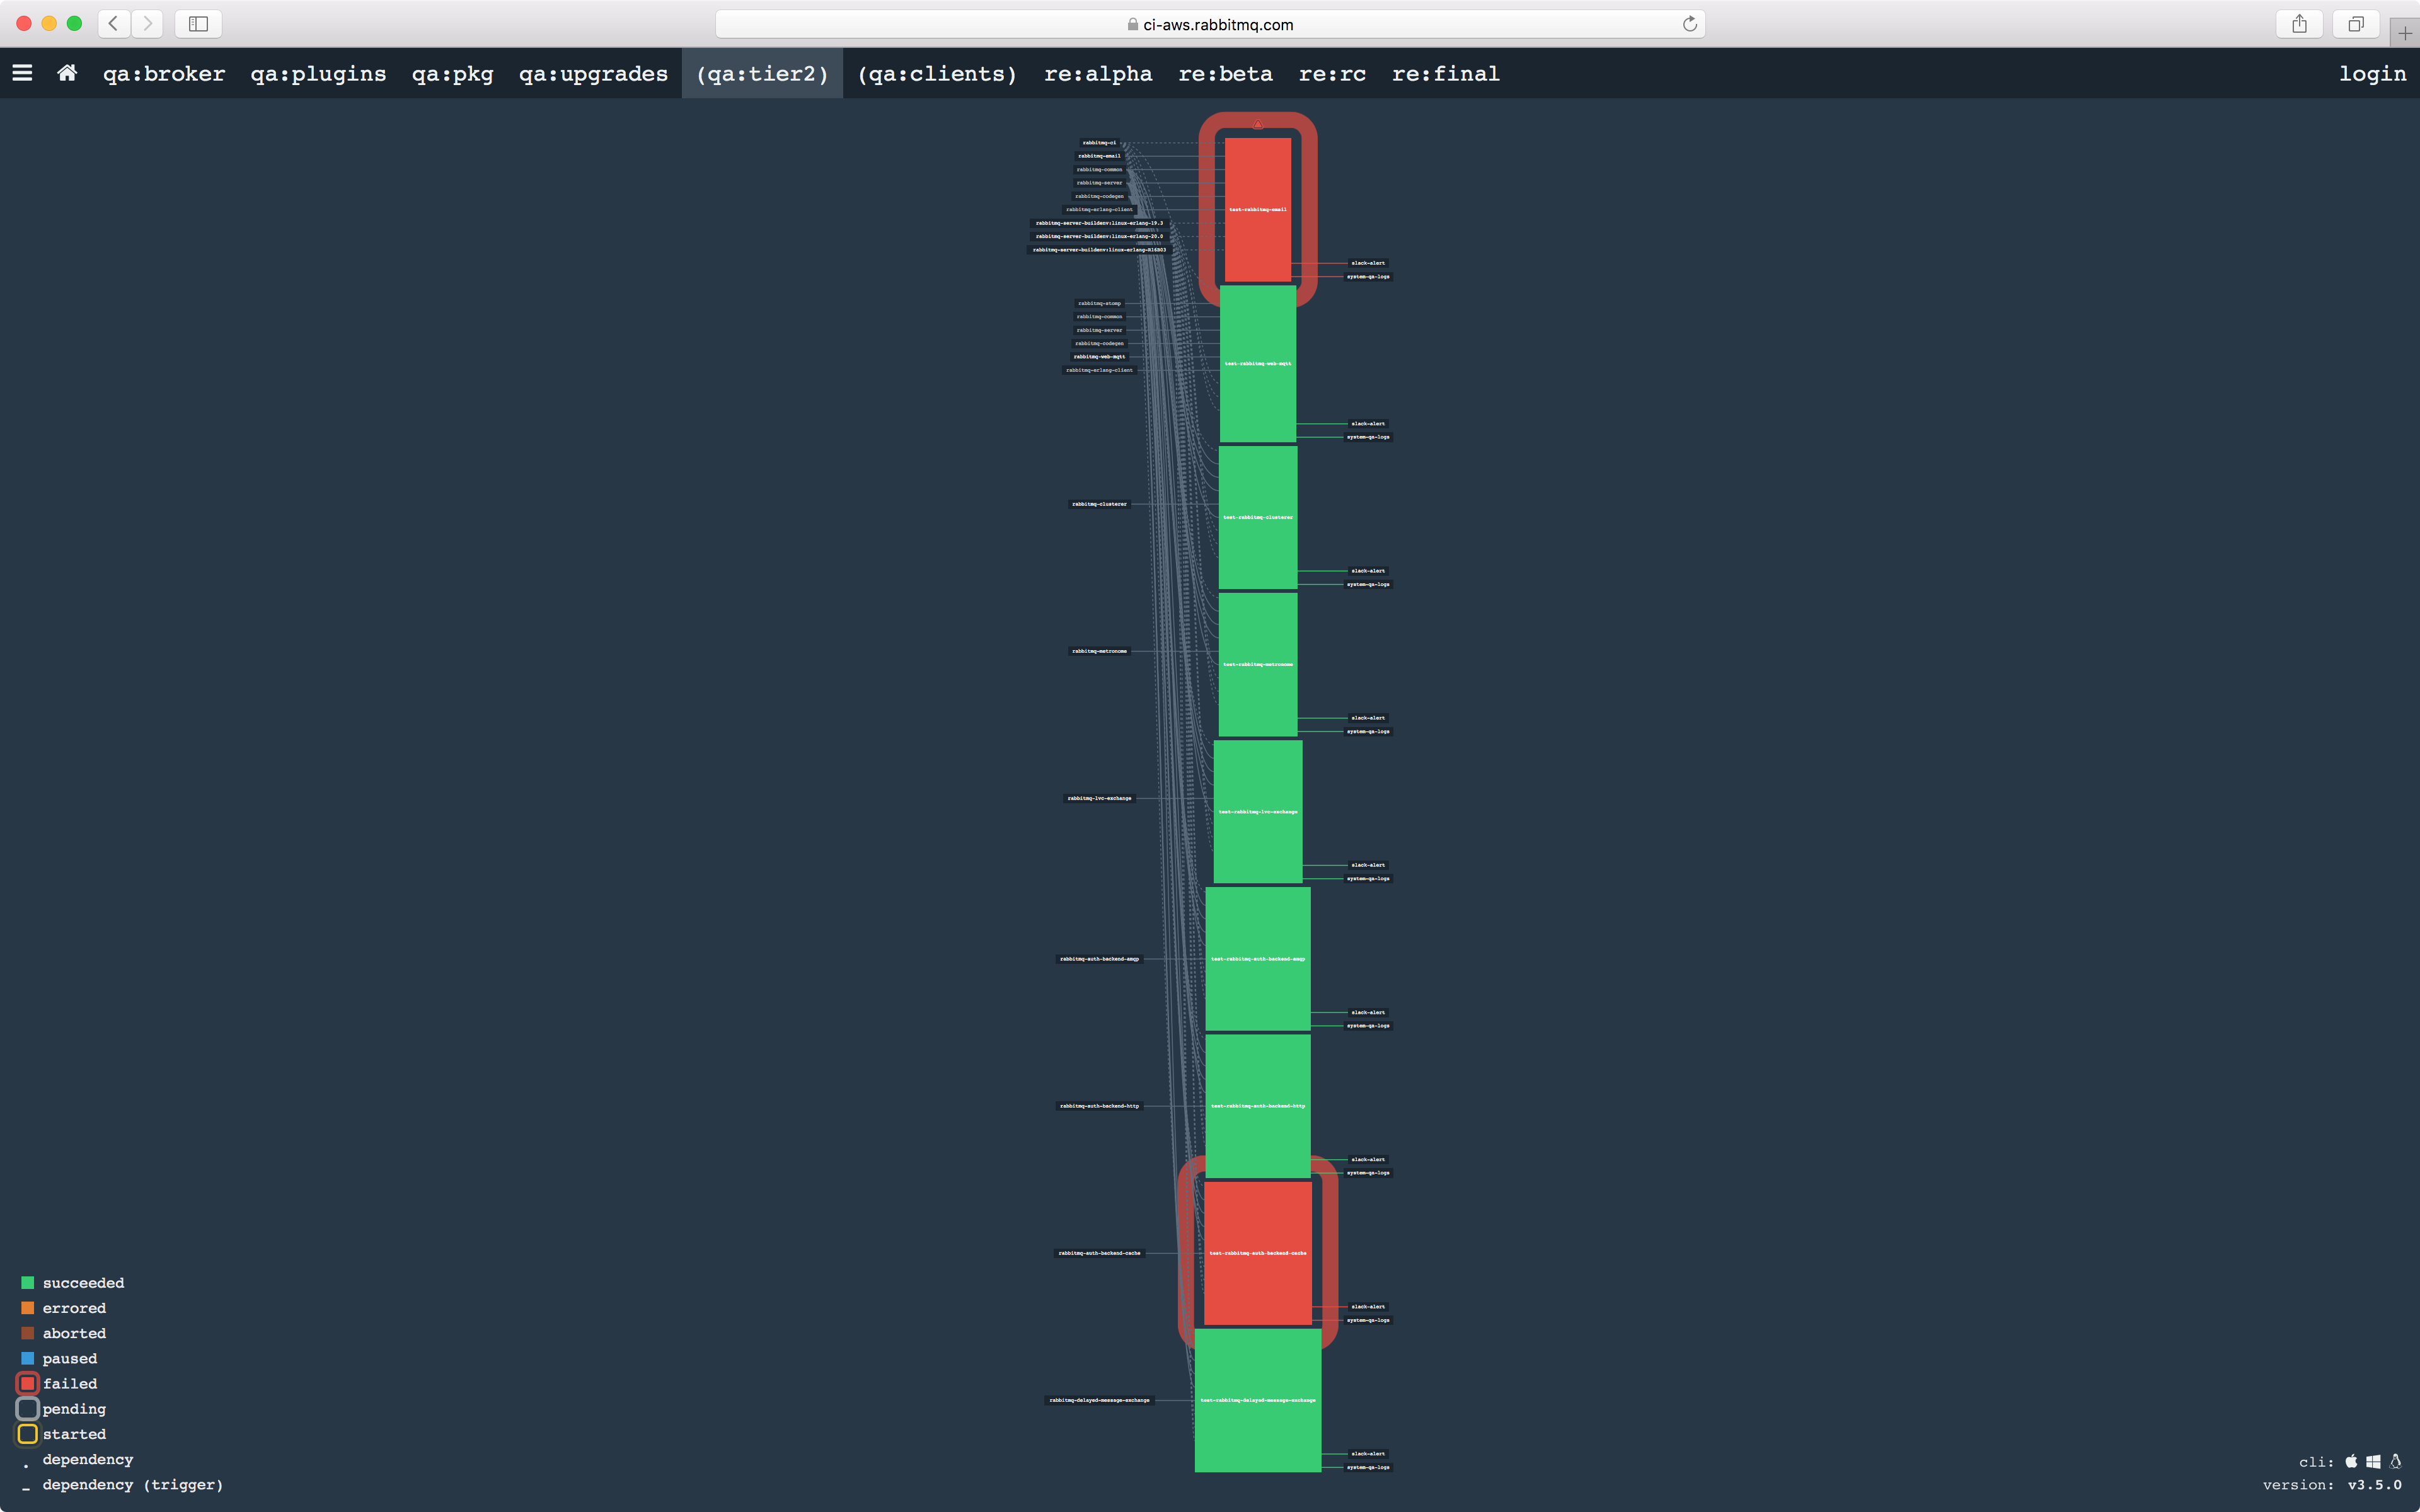 ci-aws.rabbitmq.com
qa:broker qa:plugins qa:pkg qa:upgrades (qa:tier2) (qa:clients) re:alpha re:beta re:rc re:final login
rabbitmq-ci
rabbitmq-email
rabbitmq-common
rabbitmq-server
rabbitmq-codegen
rabbitmq-erlang-client
test-rabbitmq-email
rabbitmq-server-buildenv:linux-erlang-19.3
rabbitmq-server-buildenv:linux-erlang-20.0
rabbitmq-server-buildenv:linux-erlang-R16B03
slack-alert
system-qa-logs
rabbitmq-stomp
rabbitmq-common
rabbitmq-server
rabbitmq-codegen
rabbitmq-web-mqtt
test-rabbitmq-web-mqtt
rabbitmq-erlang-client
slack-alert
system-qa-logs
rabbitmq-clusterer
test-rabbitmq-clusterer
slack-alert
system-qa-logs
rabbitmq-metronome
test-rabbitmq-metronome
slack-alert
system-qa-logs
rabbitmq-lvc-exchange
test-rabbitmq-lvc-exchange
slack-alert
system-qa-logs
rabbitmq-auth-backend-amqp
test-rabbitmq-auth-backend-amqp
slack-alert
system-qa-logs
rabbitmq-auth-backend-http
test-rabbitmq-auth-backend-http
slack-alert
system-qa-logs
rabbitmq-auth-backend-cache
test-rabbitmq-auth-backend-cache
slack-alert
system-qa-logs
rabbitmq-delayed-message-exchange
test-rabbitmq-delayed-message-exchange
slack-alert
system-qa-logs
succeeded
errored
aborted
paused
failed
pending
started
dependency
dependency (trigger)
cli:
version: v3.5.0